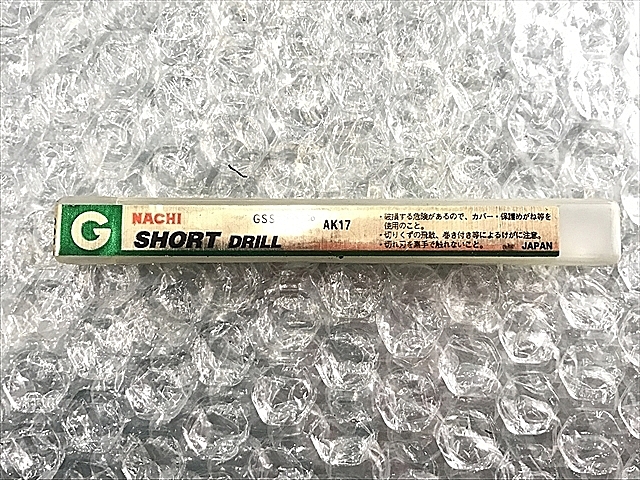 G
NACHI
SHORT DRILL
GSS
AK17
・破損する危険があるので、カバー・保護めがね等を
使用のこと。
・切りくずの飛散、巻き付き等によるけがに注意。
・切れ刃を素手で触れないこと。
JAPAN